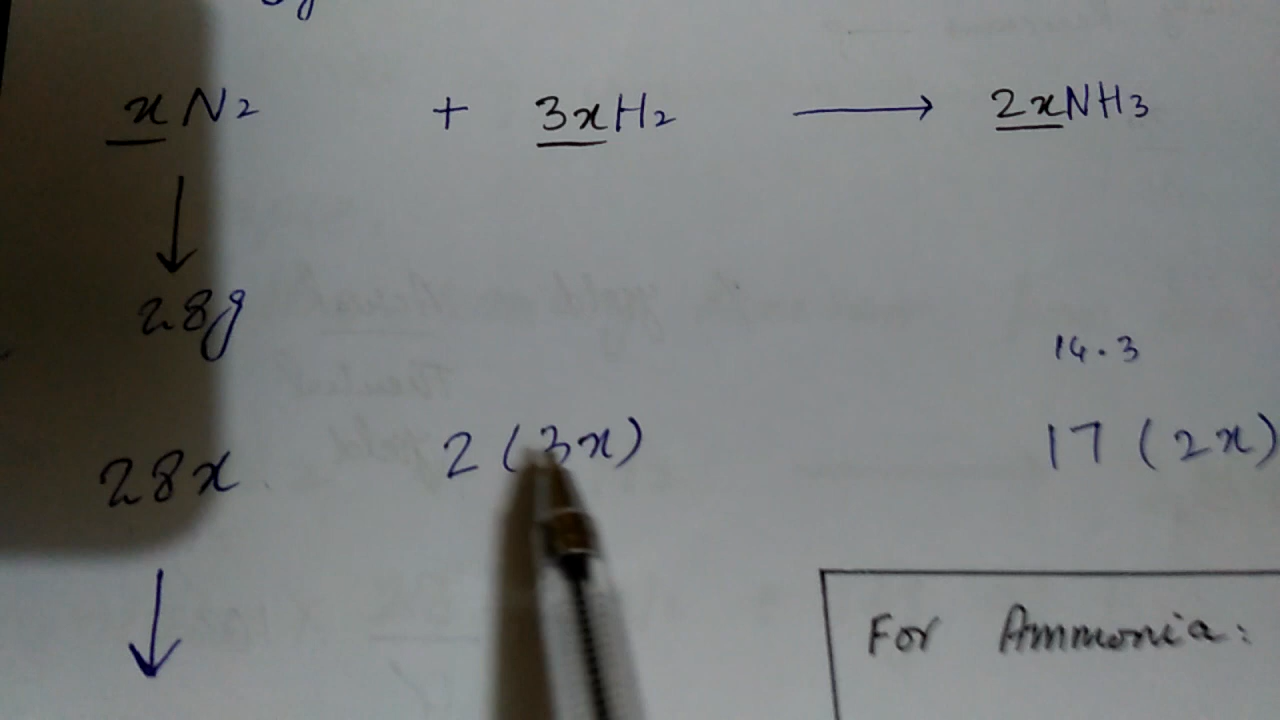 xN2 + 3xH2 → 2xNH3
↓
28g
14.3
28x 2(3x) 17(2x)
↓
For Ammonia: